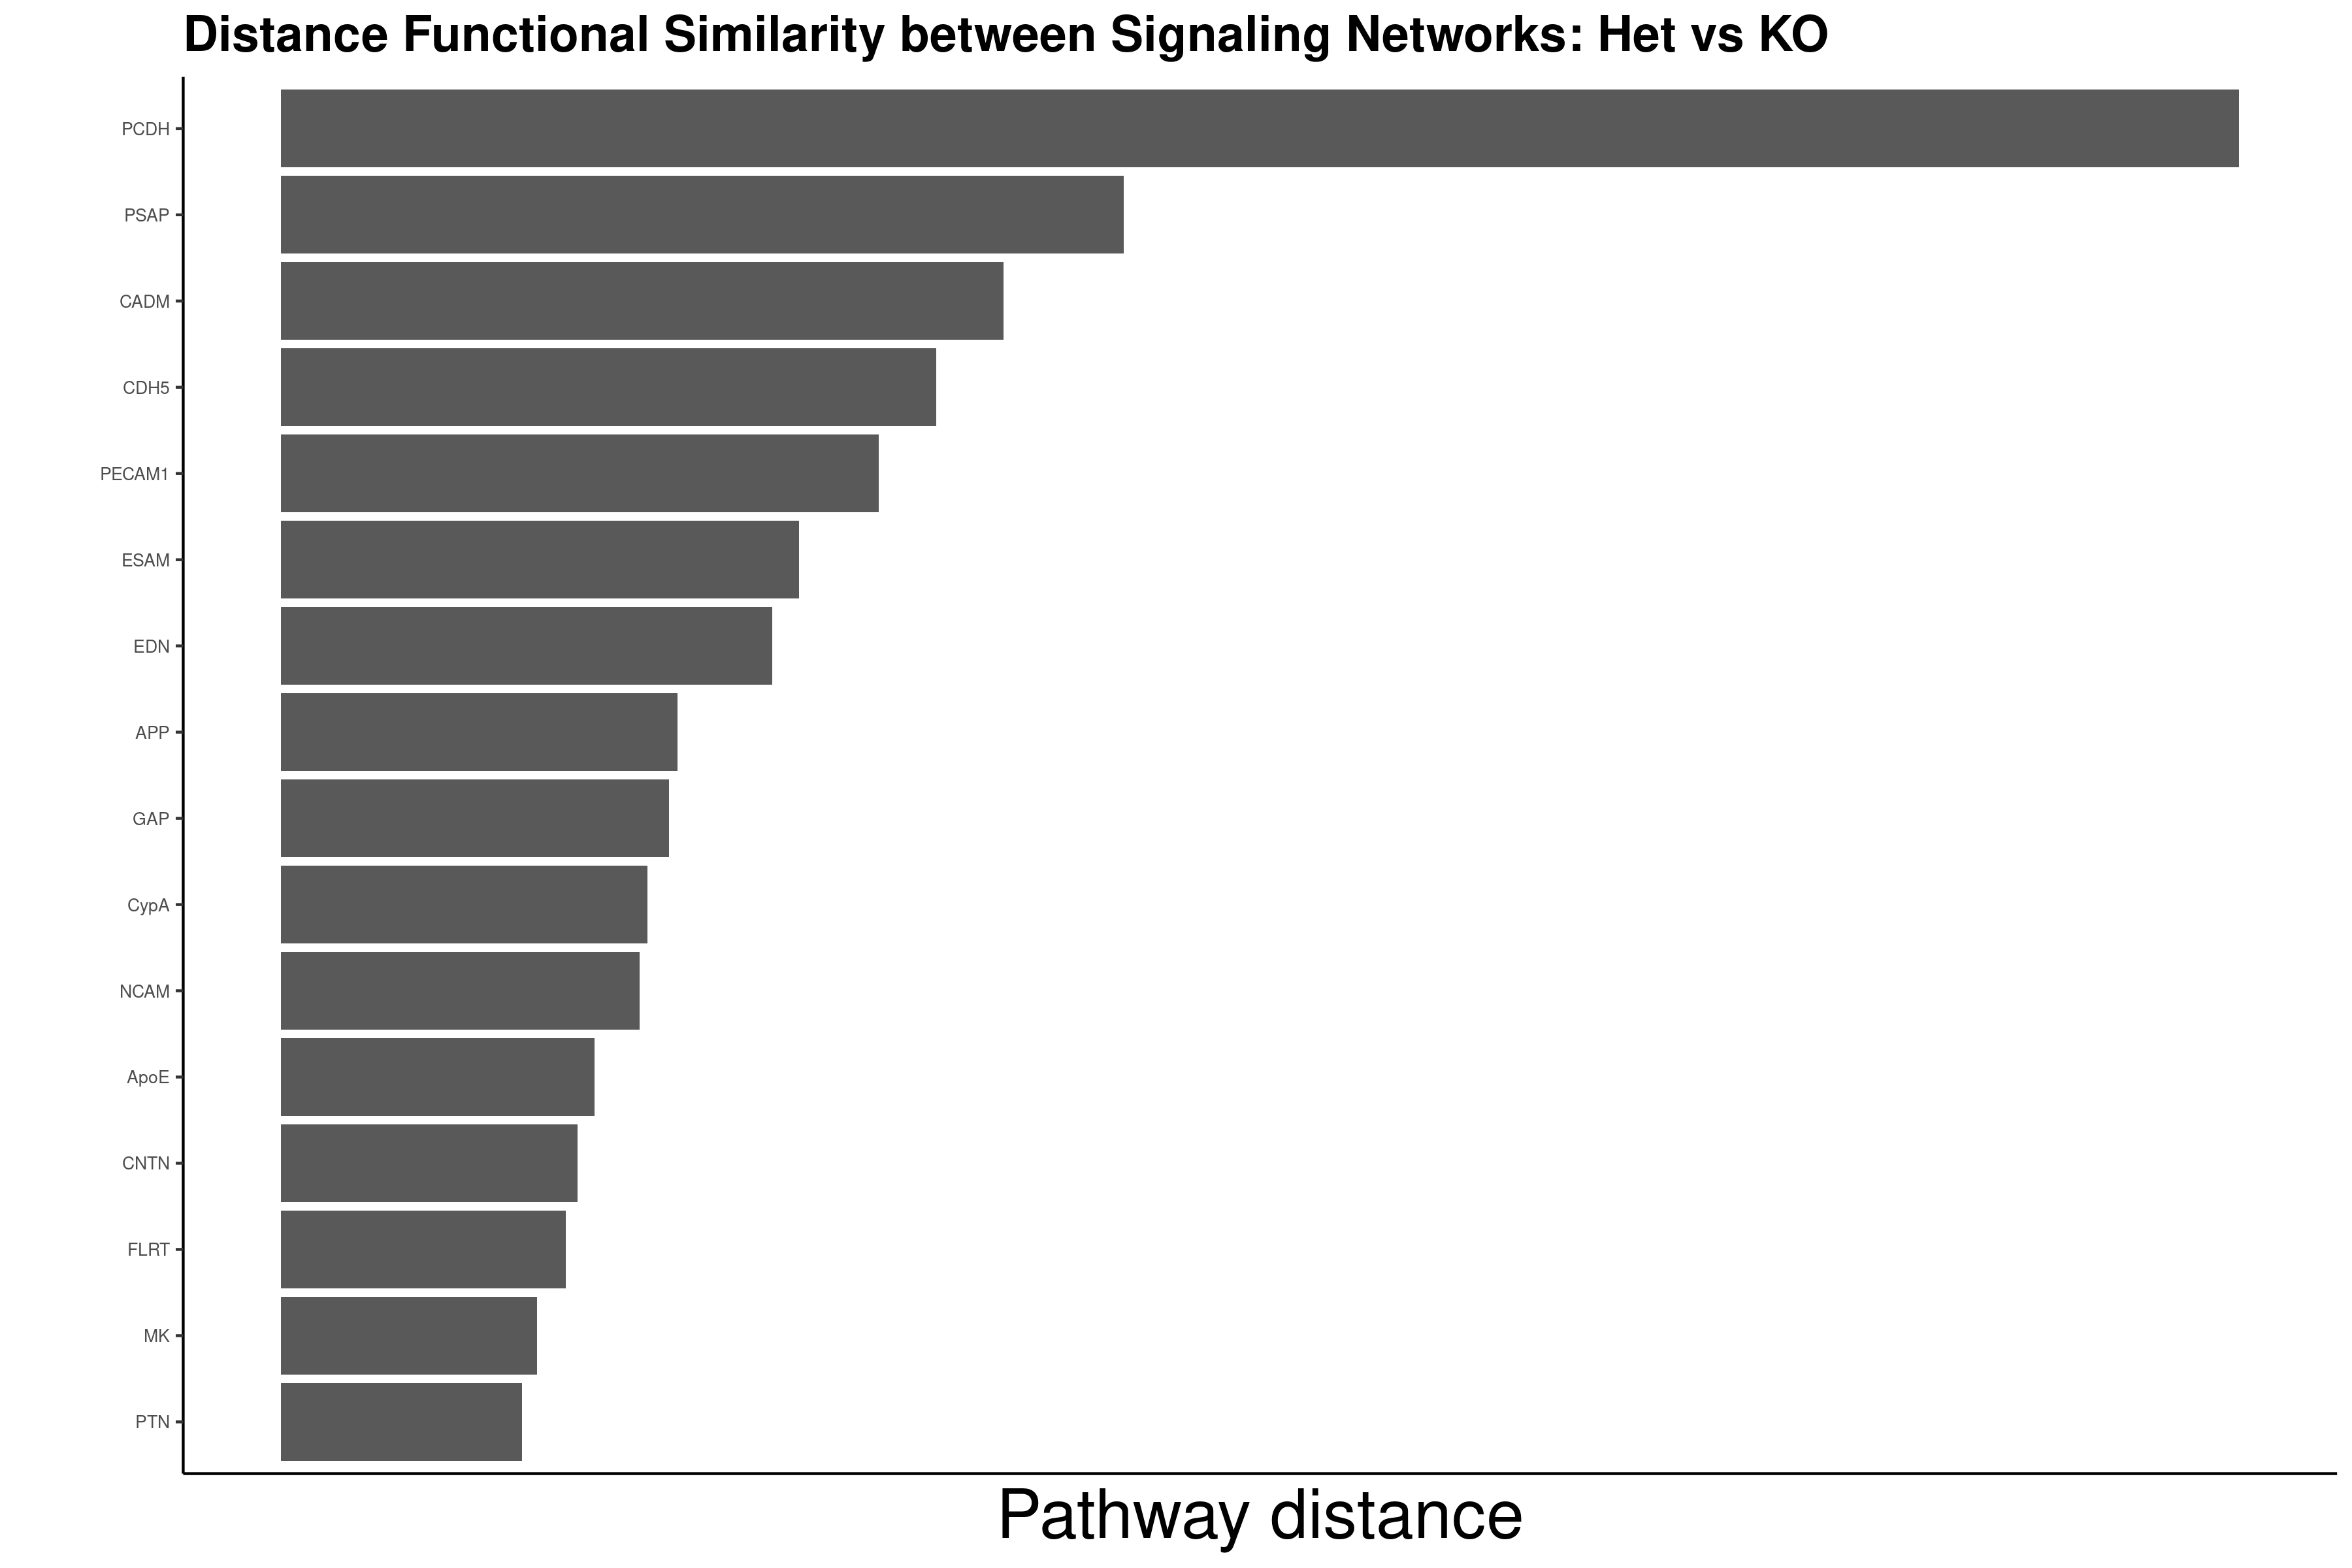 Distance Functional Similarity between Signaling Networks: Het vs KO
PCDH
PSAP
CADM
CDH5
PECAM1
ESAM
EDN
APP
GAP
CypA
NCAM
ApoE
CNTN
FLRT
MK
PTN
Pathway distance